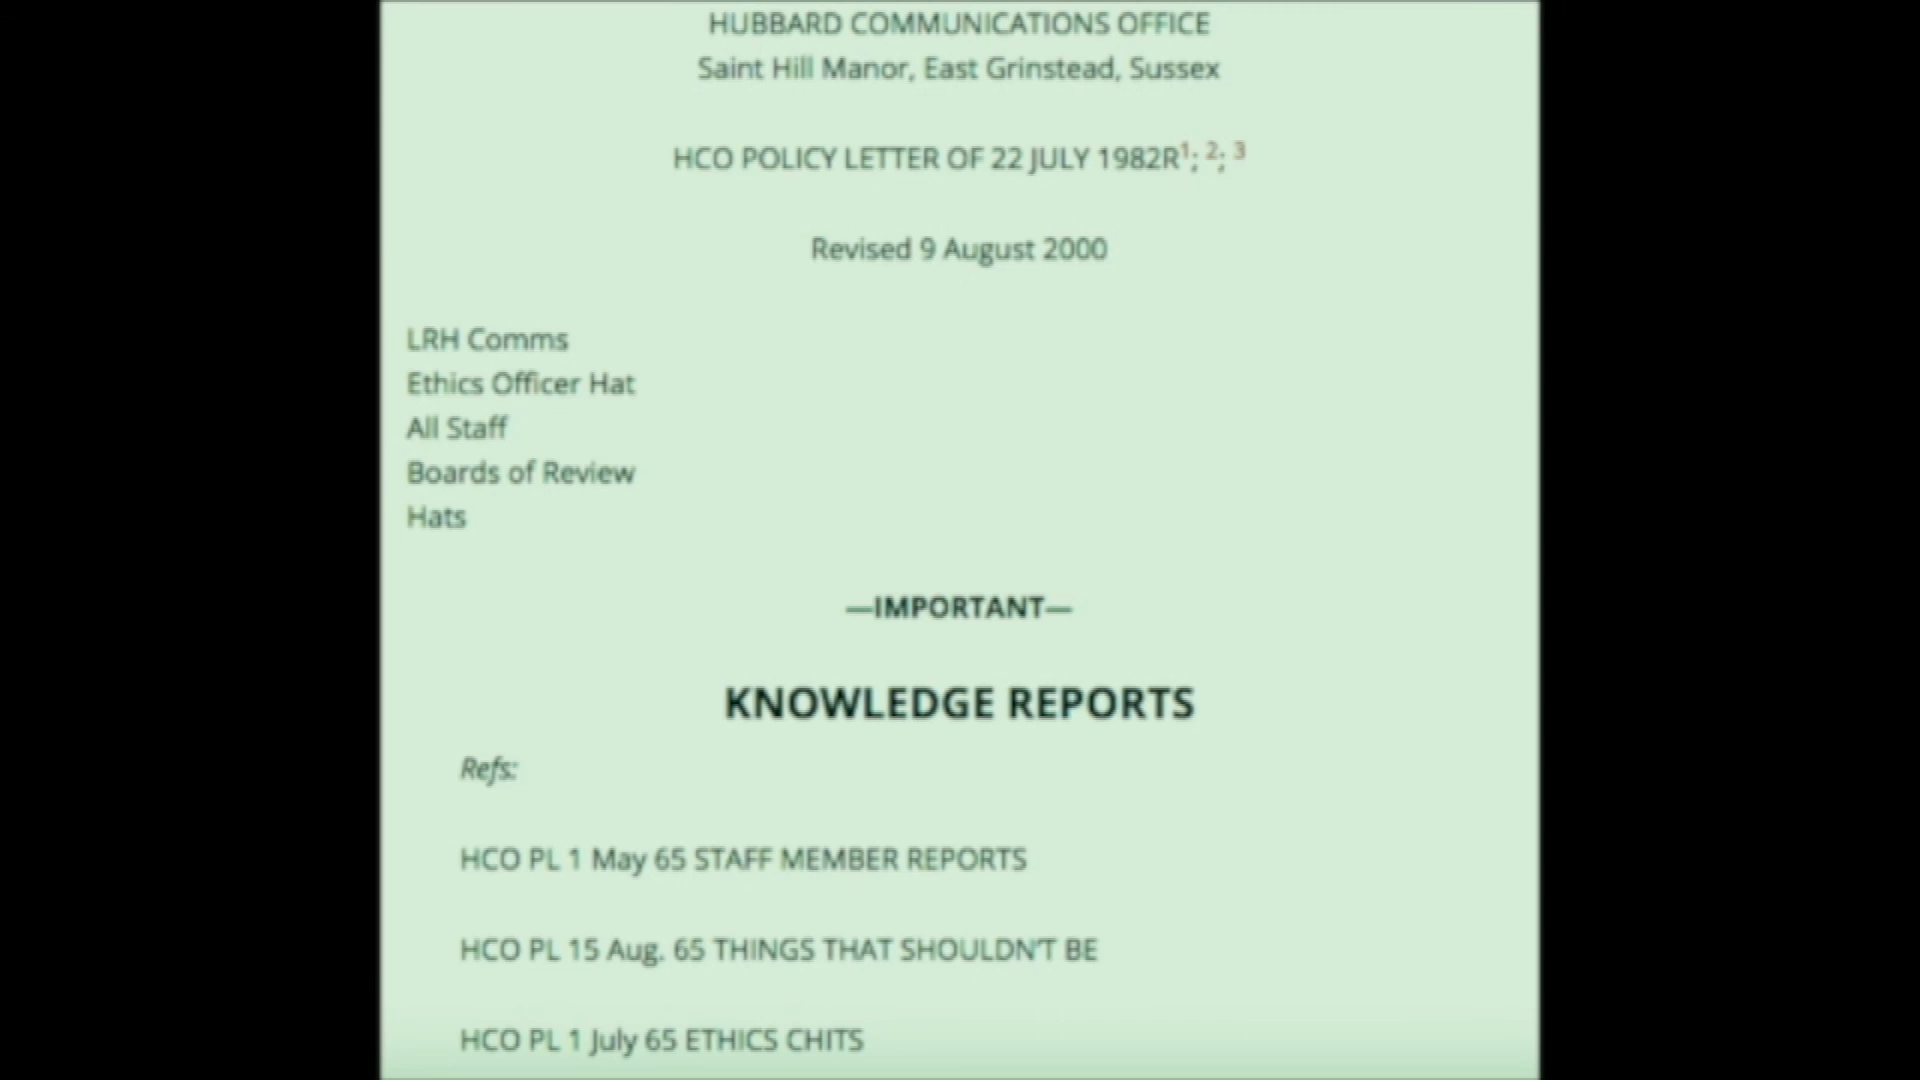 HUBBARD COMMUNICATIONS OFFICE
Saint Hill Manor, East Grinstead, Sussex
HCO POLICY LETTER OF 22 JULY 1982R1; 2; 3
Revised 9 August 2000
LRH Comms
Ethics Officer Hat
All Staff
Boards of Review
Hats
—IMPORTANT—
KNOWLEDGE REPORTS
Refs:
HCO PL 1 May 65 STAFF MEMBER REPORTS
HCO PL 15 Aug. 65 THINGS THAT SHOULDN'T BE
HCO PL 1 July 65 ETHICS CHITS